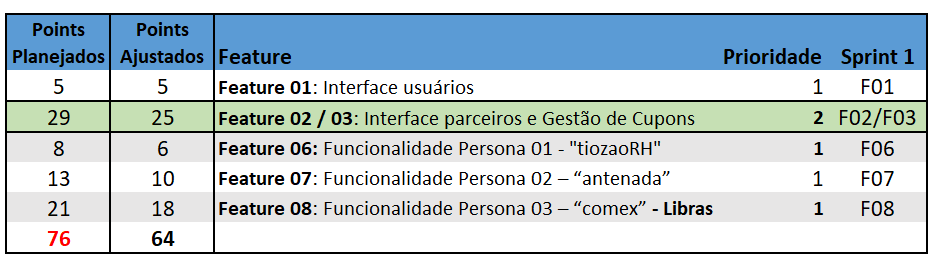 Points Points
Planejados Ajustados Feature Prioridade Sprint 1
5 5 Feature 01: Interface usuários 1 F01
29 25 Feature 02 / 03: Interface parceiros e Gestão de Cupons 2 F02/F03
8 6 Feature 06: Funcionalidade Persona 01 - "tiozaoRH" 1 F06
13 10 Feature 07: Funcionalidade Persona 02 – “antenada” 1 F07
21 18 Feature 08: Funcionalidade Persona 03 – “comex” - Libras 1 F08
76 64